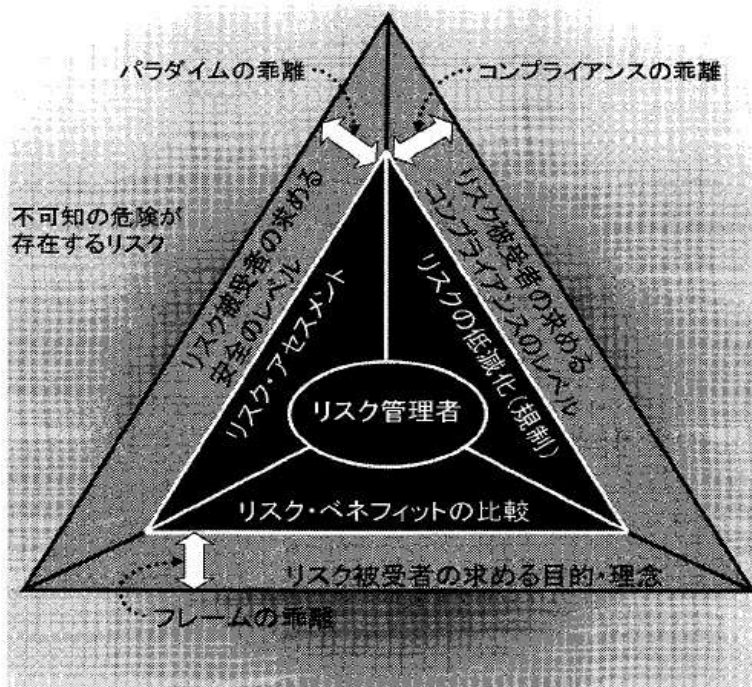 パラダイムの乖離
コンプライアンスの乖離
不可知の危険が
存在するリスク
リスク被受者の求める
安全のレベル
リスク被受者の求める
コンプライアンスのレベル
リスク・アセスメント
リスクの低減化(規制)
リスク管理者
リスク・ベネフィットの比較
リスク被受者の求める目的・理念
フレームの乖離